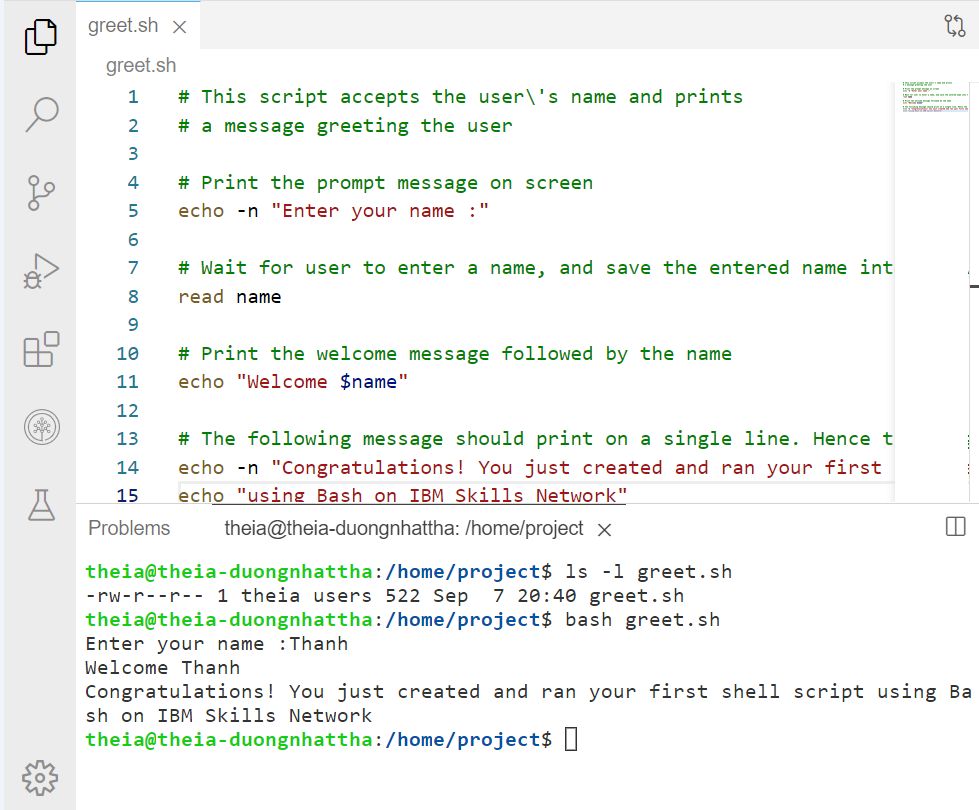 greet.sh
greet.sh
1 # This script accepts the user\'s name and prints
2 # a message greeting the user
3
4 # Print the prompt message on screen
5 echo -n "Enter your name :"
6
7 # Wait for user to enter a name, and save the entered name int
8 read name
9
10 # Print the welcome message followed by the name
11 echo "Welcome $name"
12
13 # The following message should print on a single line. Hence t
14 echo -n "Congratulations! You just created and ran your first
15 echo "using Bash on IBM Skills Network"
Problems theia@theia-duongnhattha: /home/project
theia@theia-duongnhattha:/home/project$ ls -l greet.sh
-rw-r--r-- 1 theia users 522 Sep  7 20:40 greet.sh
theia@theia-duongnhattha:/home/project$ bash greet.sh
Enter your name :Thanh
Welcome Thanh
Congratulations! You just created and ran your first shell script using Ba
sh on IBM Skills Network
theia@theia-duongnhattha:/home/project$